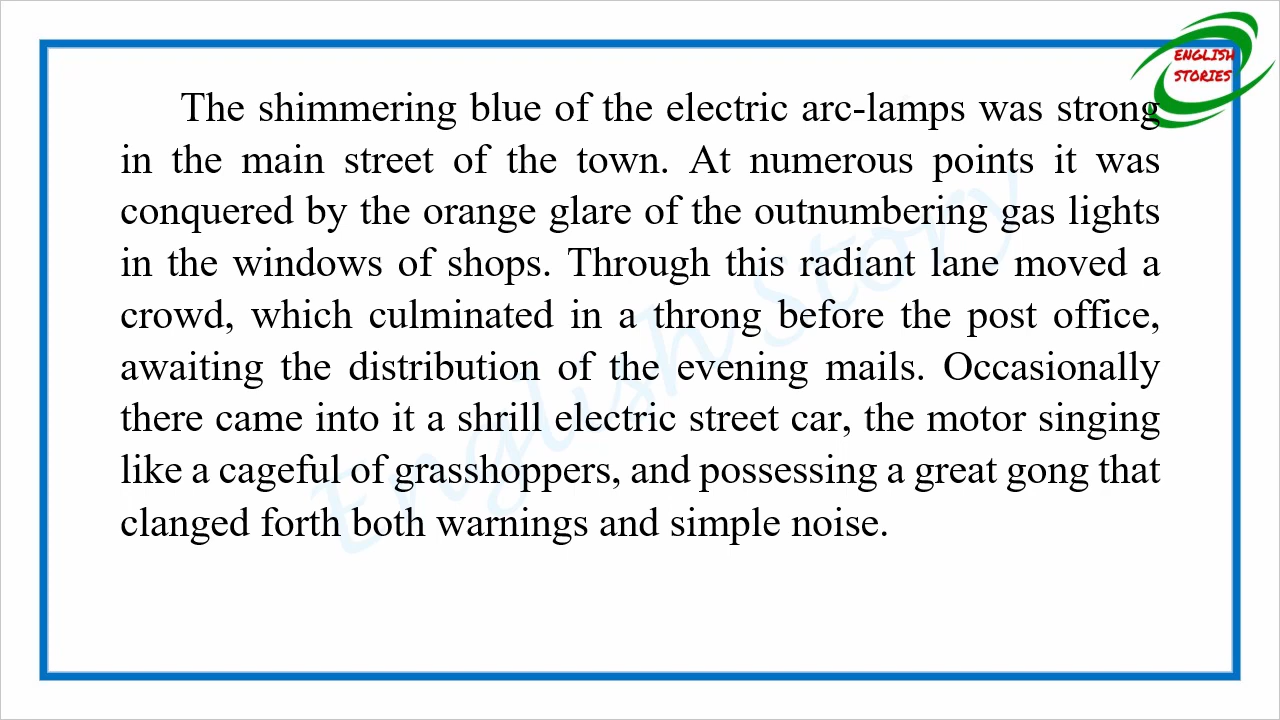 ENGLISH
STORIES
The shimmering blue of the electric arc-lamps was strong
in the main street of the town. At numerous points it was
conquered by the orange glare of the outnumbering gas lights
in the windows of shops. Through this radiant lane moved a
crowd, which culminated in a throng before the post office,
awaiting the distribution of the evening mails. Occasionally
there came into it a shrill electric street car, the motor singing
like a cageful of grasshoppers, and possessing a great gong that
clanged forth both warnings and simple noise.
English Story